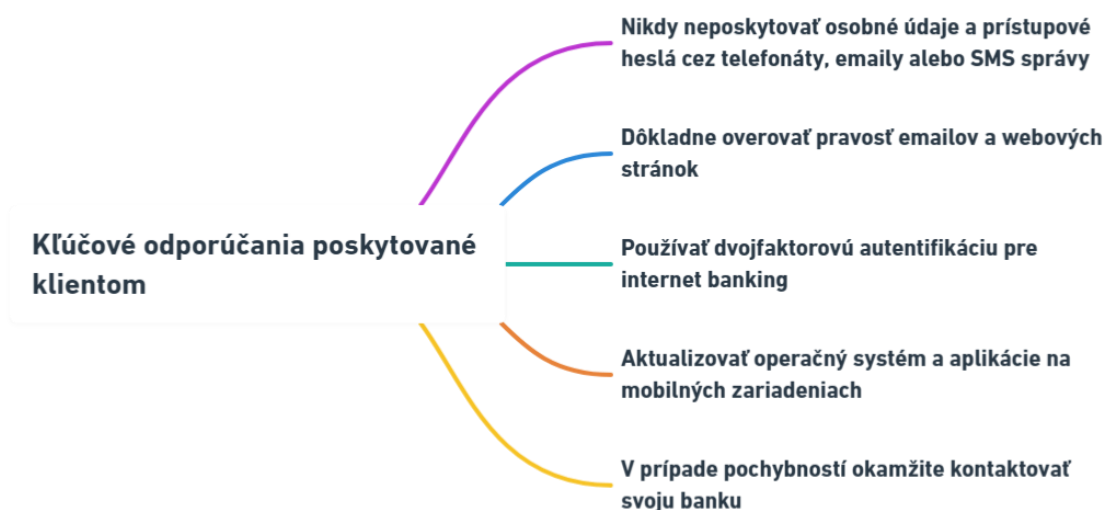 Nikdy neposkytovať osobné údaje a prístupové
heslá cez telefonáty, emaily alebo SMS správy
Dôkladne overovať pravosť emailov a webových
stránok
Kľúčové odporúčania poskytované
klientom
Používať dvojfaktorovú autentifikáciu pre
internet banking
Aktualizovať operačný systém a aplikácie na
mobilných zariadeniach
V prípade pochybností okamžite kontaktovať
svoju banku